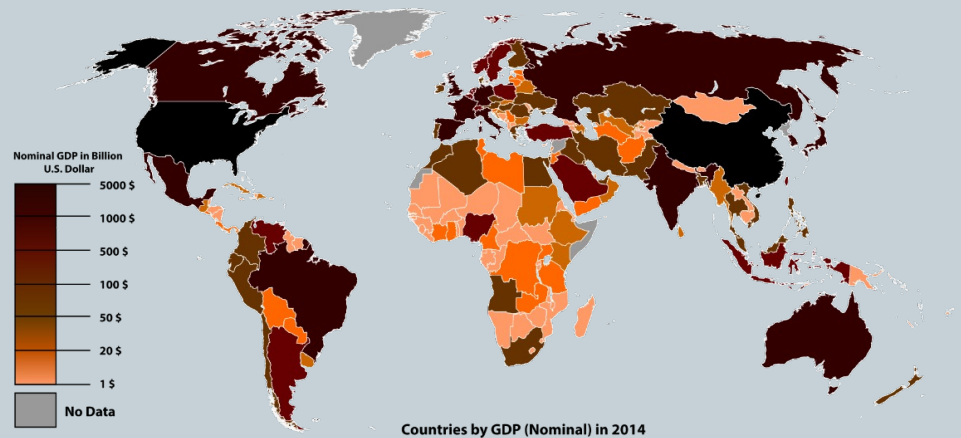 Nominal GDP in Billion
U.S. Dollar
5000 $
1000 $
500 $
100 $
50 $
20 $
1 $
No Data
Countries by GDP (Nominal) in 2014